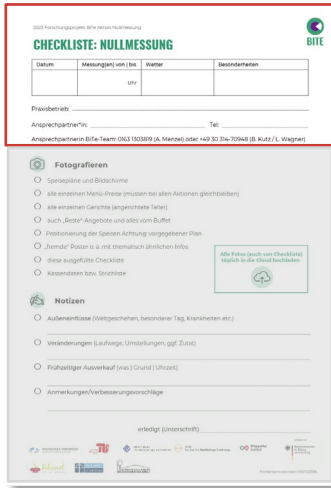 2023 Forschungsprojekt BiTe Aktion Nullmessung
BiTE
CHECKLISTE: NULLMESSUNG
Datum Messung(en) von | bis Wetter Besonderheiten
Uhr
Praxisbetrieb:
Ansprechpartner*in: Tel:
Ansprechpartnerin BiTe-Team: 0163 1303819 (A. Menzel) oder +49 30 314-70948 (B. Kutz / L. Wagner)
Fotografieren
Speisepläne und Bildschirme
alle einzelnen Menü-Preise (müssen bei allen Aktionen gleichbleiben)
alle einzelnen Gerichte (angerichtete Teller)
auch „Reste“-Angebote und alles vom Buffet
Positionierung der Speisen Achtung vorgegebener Plan
„fremde“ Poster u. ä. mit thematisch ähnlichen Infos
diese ausgefüllte Checkliste
Kassendaten bzw. Strichliste
Alle Fotos (auch von Checkliste)
täglich in die Cloud hochladen
Notizen
Außeneinflüsse (Weltgeschehen, besonderer Tag, Krankheiten etc.)
Veränderungen (Laufwege, Umstellungen, ggf. Zutat)
Frühzeitiger Ausverkauf (was | Grund | Uhrzeit)
Anmerkungen/Verbesserungsvorschläge
erledigt (Unterschrift)